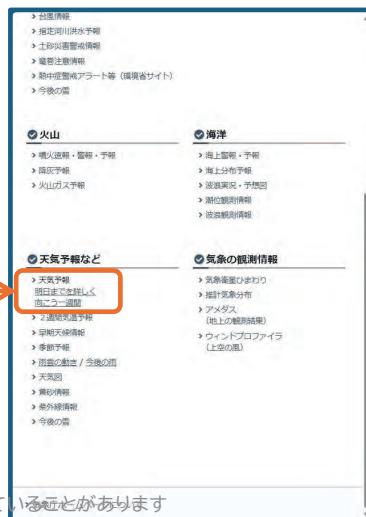 台風情報
指定河川洪水予報
土砂災害警戒情報
竜巻注意情報
熱中症警戒アラート等（環境省サイト）
今後の雪
火山
噴火速報・警報・予報
降灰予報
火山ガス予報
海洋
海上警報・予報
海上分布予報
波浪実況・予想図
潮位観測情報
波浪観測情報
天気予報など
天気予報
明日までを詳しく
向こう一週間
２週間気温予報
早期天候情報
季節予報
雨雲の動き / 今後の雨
天気図
黄砂情報
紫外線情報
今後の雪
気象の観測情報
気象衛星ひまわり
推計気象分布
アメダス
（地上の観測結果）
ウィンドプロファイラ
（上空の風）
ていることがあります